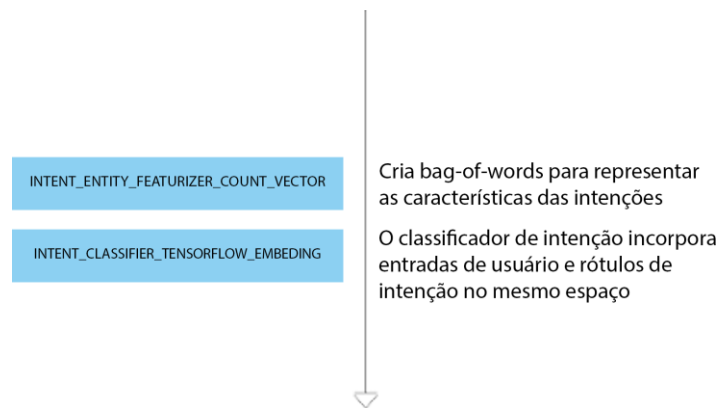 INTENT_ENTITY_FEATURIZER_COUNT_VECTOR
Cria bag-of-words para representar
as características das intenções
INTENT_CLASSIFIER_TENSORFLOW_EMBEDING
O classificador de intenção incorpora
entradas de usuário e rótulos de
intenção no mesmo espaço